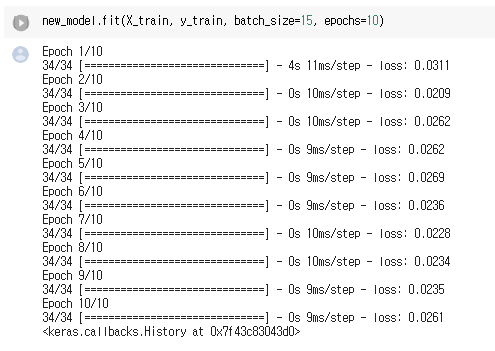 new_model.fit(X_train, y_train, batch_size=15, epochs=10)
Epoch 1/10
34/34 [==============================] - 4s 11ms/step - loss: 0.0311
Epoch 2/10
34/34 [==============================] - 0s 10ms/step - loss: 0.0209
Epoch 3/10
34/34 [==============================] - 0s 10ms/step - loss: 0.0262
Epoch 4/10
34/34 [==============================] - 0s 9ms/step - loss: 0.0262
Epoch 5/10
34/34 [==============================] - 0s 9ms/step - loss: 0.0269
Epoch 6/10
34/34 [==============================] - 0s 9ms/step - loss: 0.0236
Epoch 7/10
34/34 [==============================] - 0s 10ms/step - loss: 0.0228
Epoch 8/10
34/34 [==============================] - 0s 10ms/step - loss: 0.0234
Epoch 9/10
34/34 [==============================] - 0s 9ms/step - loss: 0.0235
Epoch 10/10
34/34 [==============================] - 0s 9ms/step - loss: 0.0261
<keras.callbacks.History at 0x7f43c83043d0>